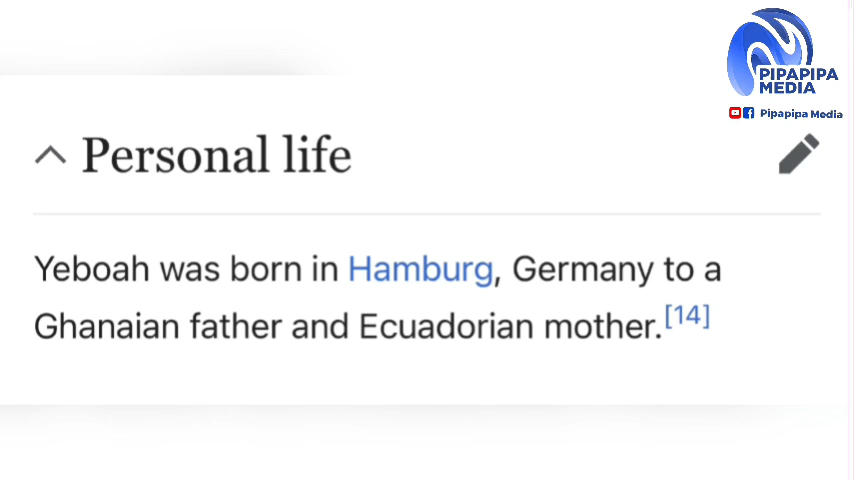 PIPAPIPA
MEDIA
Pipapipa Media
Personal life
Yeboah was born in Hamburg, Germany to a
Ghanaian father and Ecuadorian mother.[14]